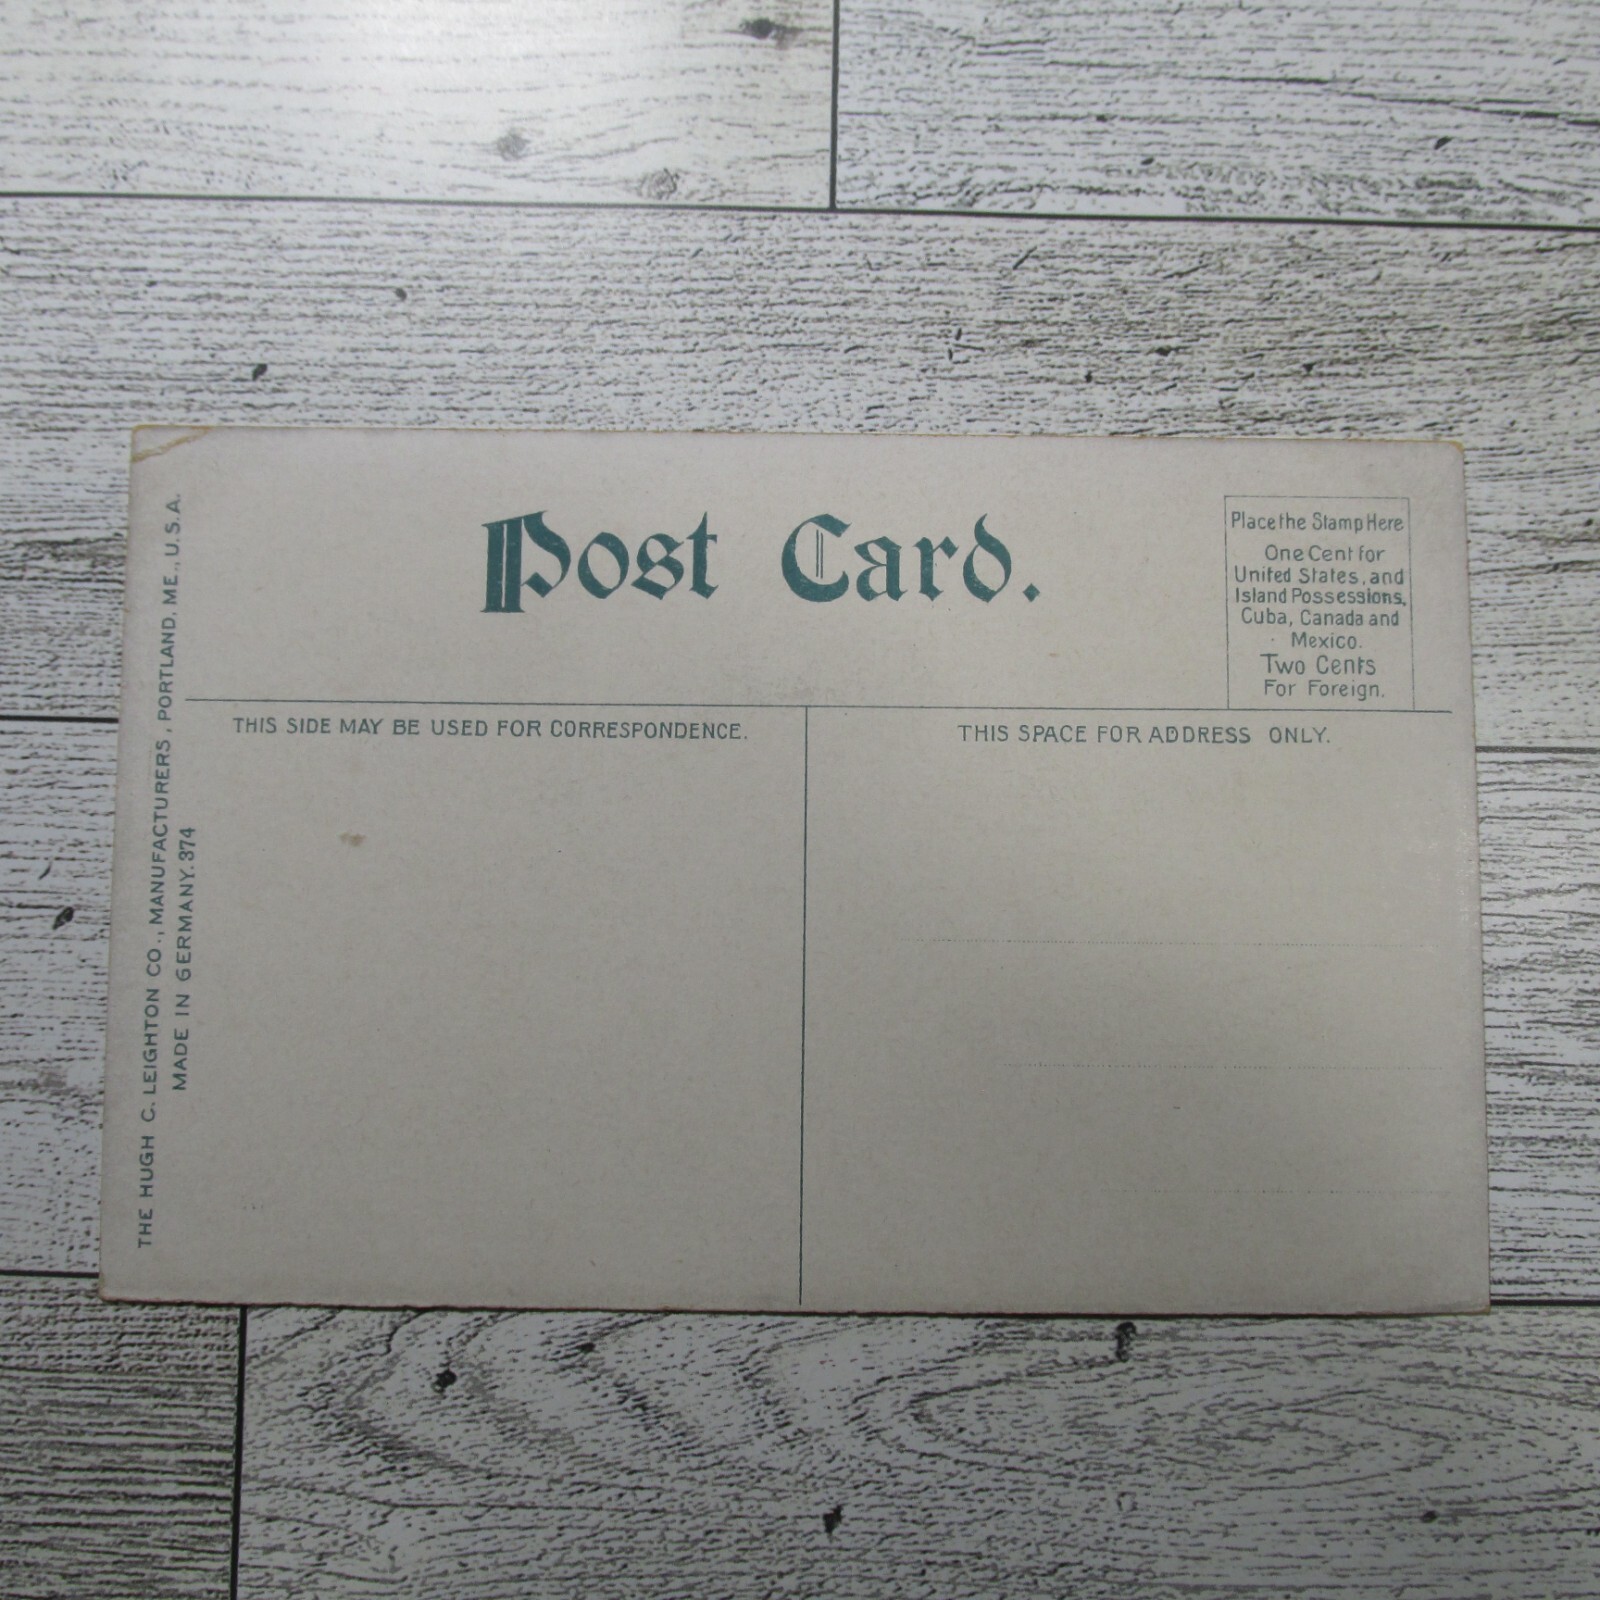 Post Card.
Place the Stamp Here
One Cent for
United States, and
Island Possessions,
Cuba, Canada and
Mexico.
Two Cents
For Foreign.
THIS SIDE MAY BE USED FOR CORRESPONDENCE.
THIS SPACE FOR ADDRESS ONLY.
THE HUGH C. LEIGHTON CO., MANUFACTURERS, PORTLAND, ME., U.S.A.
MADE IN GERMANY. 374